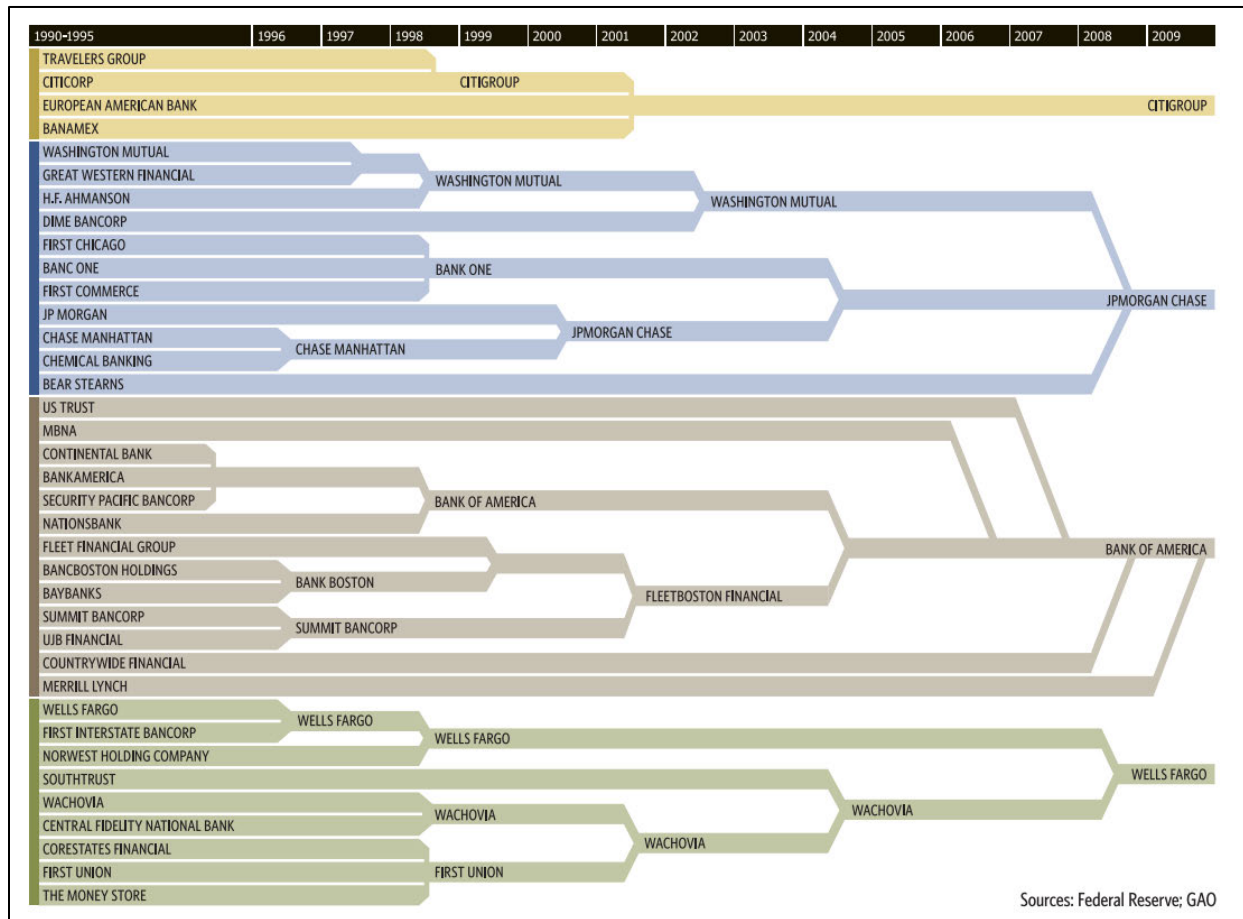 1990-1995 1996 1997 1998 1999 2000 2001 2002 2003 2004 2005 2006 2007 2008 2009
TRAVELERS GROUP
CITICORP CITIGROUP
EUROPEAN AMERICAN BANK CITIGROUP
BANAMEX
WASHINGTON MUTUAL
GREAT WESTERN FINANCIAL
WASHINGTON MUTUAL
H.F. AHMANSON
WASHINGTON MUTUAL
DIME BANCORP
FIRST CHICAGO
BANC ONE BANK ONE
FIRST COMMERCE
JPMORGAN CHASE
JP MORGAN
JPMORGAN CHASE
CHASE MANHATTAN
CHASE MANHATTAN
CHEMICAL BANKING
BEAR STEARNS
US TRUST
MBNA
CONTINENTAL BANK
BANKAMERICA
SECURITY PACIFIC BANCORP
BANK OF AMERICA
NATIONSBANK
FLEET FINANCIAL GROUP
BANK OF AMERICA
BANCBOSTON HOLDINGS
BANK BOSTON
BAYBANKS
FLEETBOSTON FINANCIAL
SUMMIT BANCORP
SUMMIT BANCORP
UJB FINANCIAL
COUNTRYWIDE FINANCIAL
MERRILL LYNCH
WELLS FARGO
WELLS FARGO
FIRST INTERSTATE BANCORP
WELLS FARGO
NORWEST HOLDING COMPANY
WELLS FARGO
SOUTHTRUST
WACHOVIA
WACHOVIA
WACHOVIA
CENTRAL FIDELITY NATIONAL BANK
WACHOVIA
CORESTATES FINANCIAL
FIRST UNION FIRST UNION
THE MONEY STORE
Sources: Federal Reserve; GAO